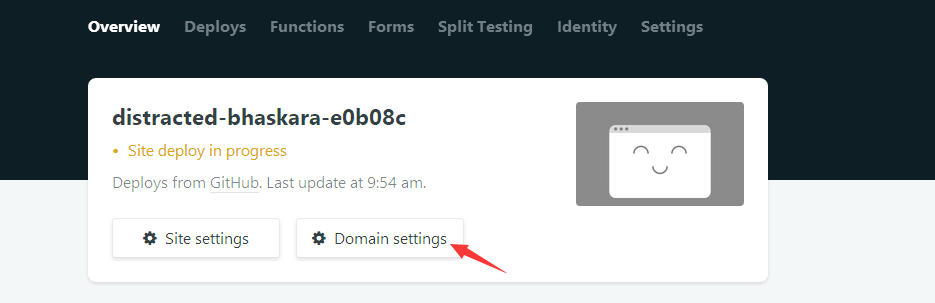 Overview Deploys Functions Forms Split Testing Identity Settings
distracted-bhaskara-e0b08c
• Site deploy in progress
Deploys from GitHub. Last update at 9:54 am.
Site settings Domain settings